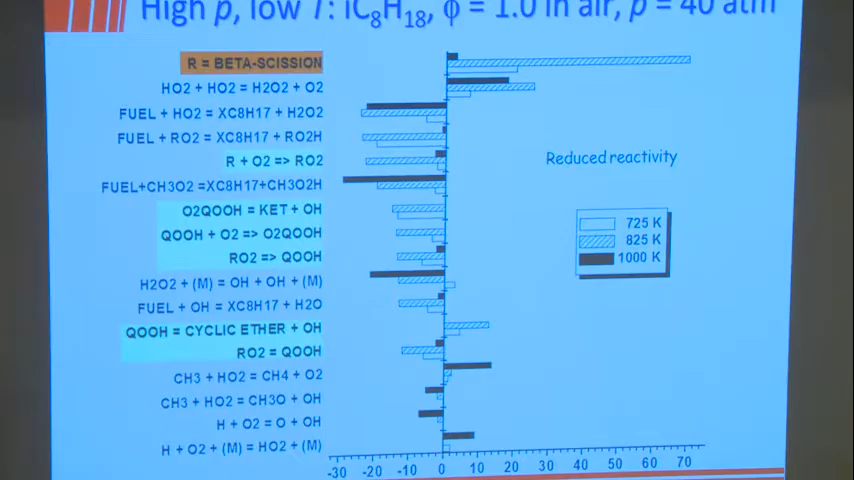 High p, low T: iC8H18, ϕ = 1.0 in air, p = 40 atm
R = BETA-SCISSION
HO2 + HO2 = H2O2 + O2
FUEL + HO2 = XC8H17 + H2O2
FUEL + RO2 = XC8H17 + RO2H
R + O2 => RO2
FUEL+CH3O2 =XC8H17+CH3O2H
O2QOOH = KET + OH
QOOH + O2 => O2QOOH
RO2 => QOOH
H2O2 + (M) = OH + OH + (M)
FUEL + OH = XC8H17 + H2O
QOOH = CYCLIC ETHER + OH
RO2 = QOOH
CH3 + HO2 = CH4 + O2
CH3 + HO2 = CH3O + OH
H + O2 = O + OH
H + O2 + (M) = HO2 + (M)
Reduced reactivity
725 K
825 K
1000 K
-30 -20 -10 0 10 20 30 40 50 60 70